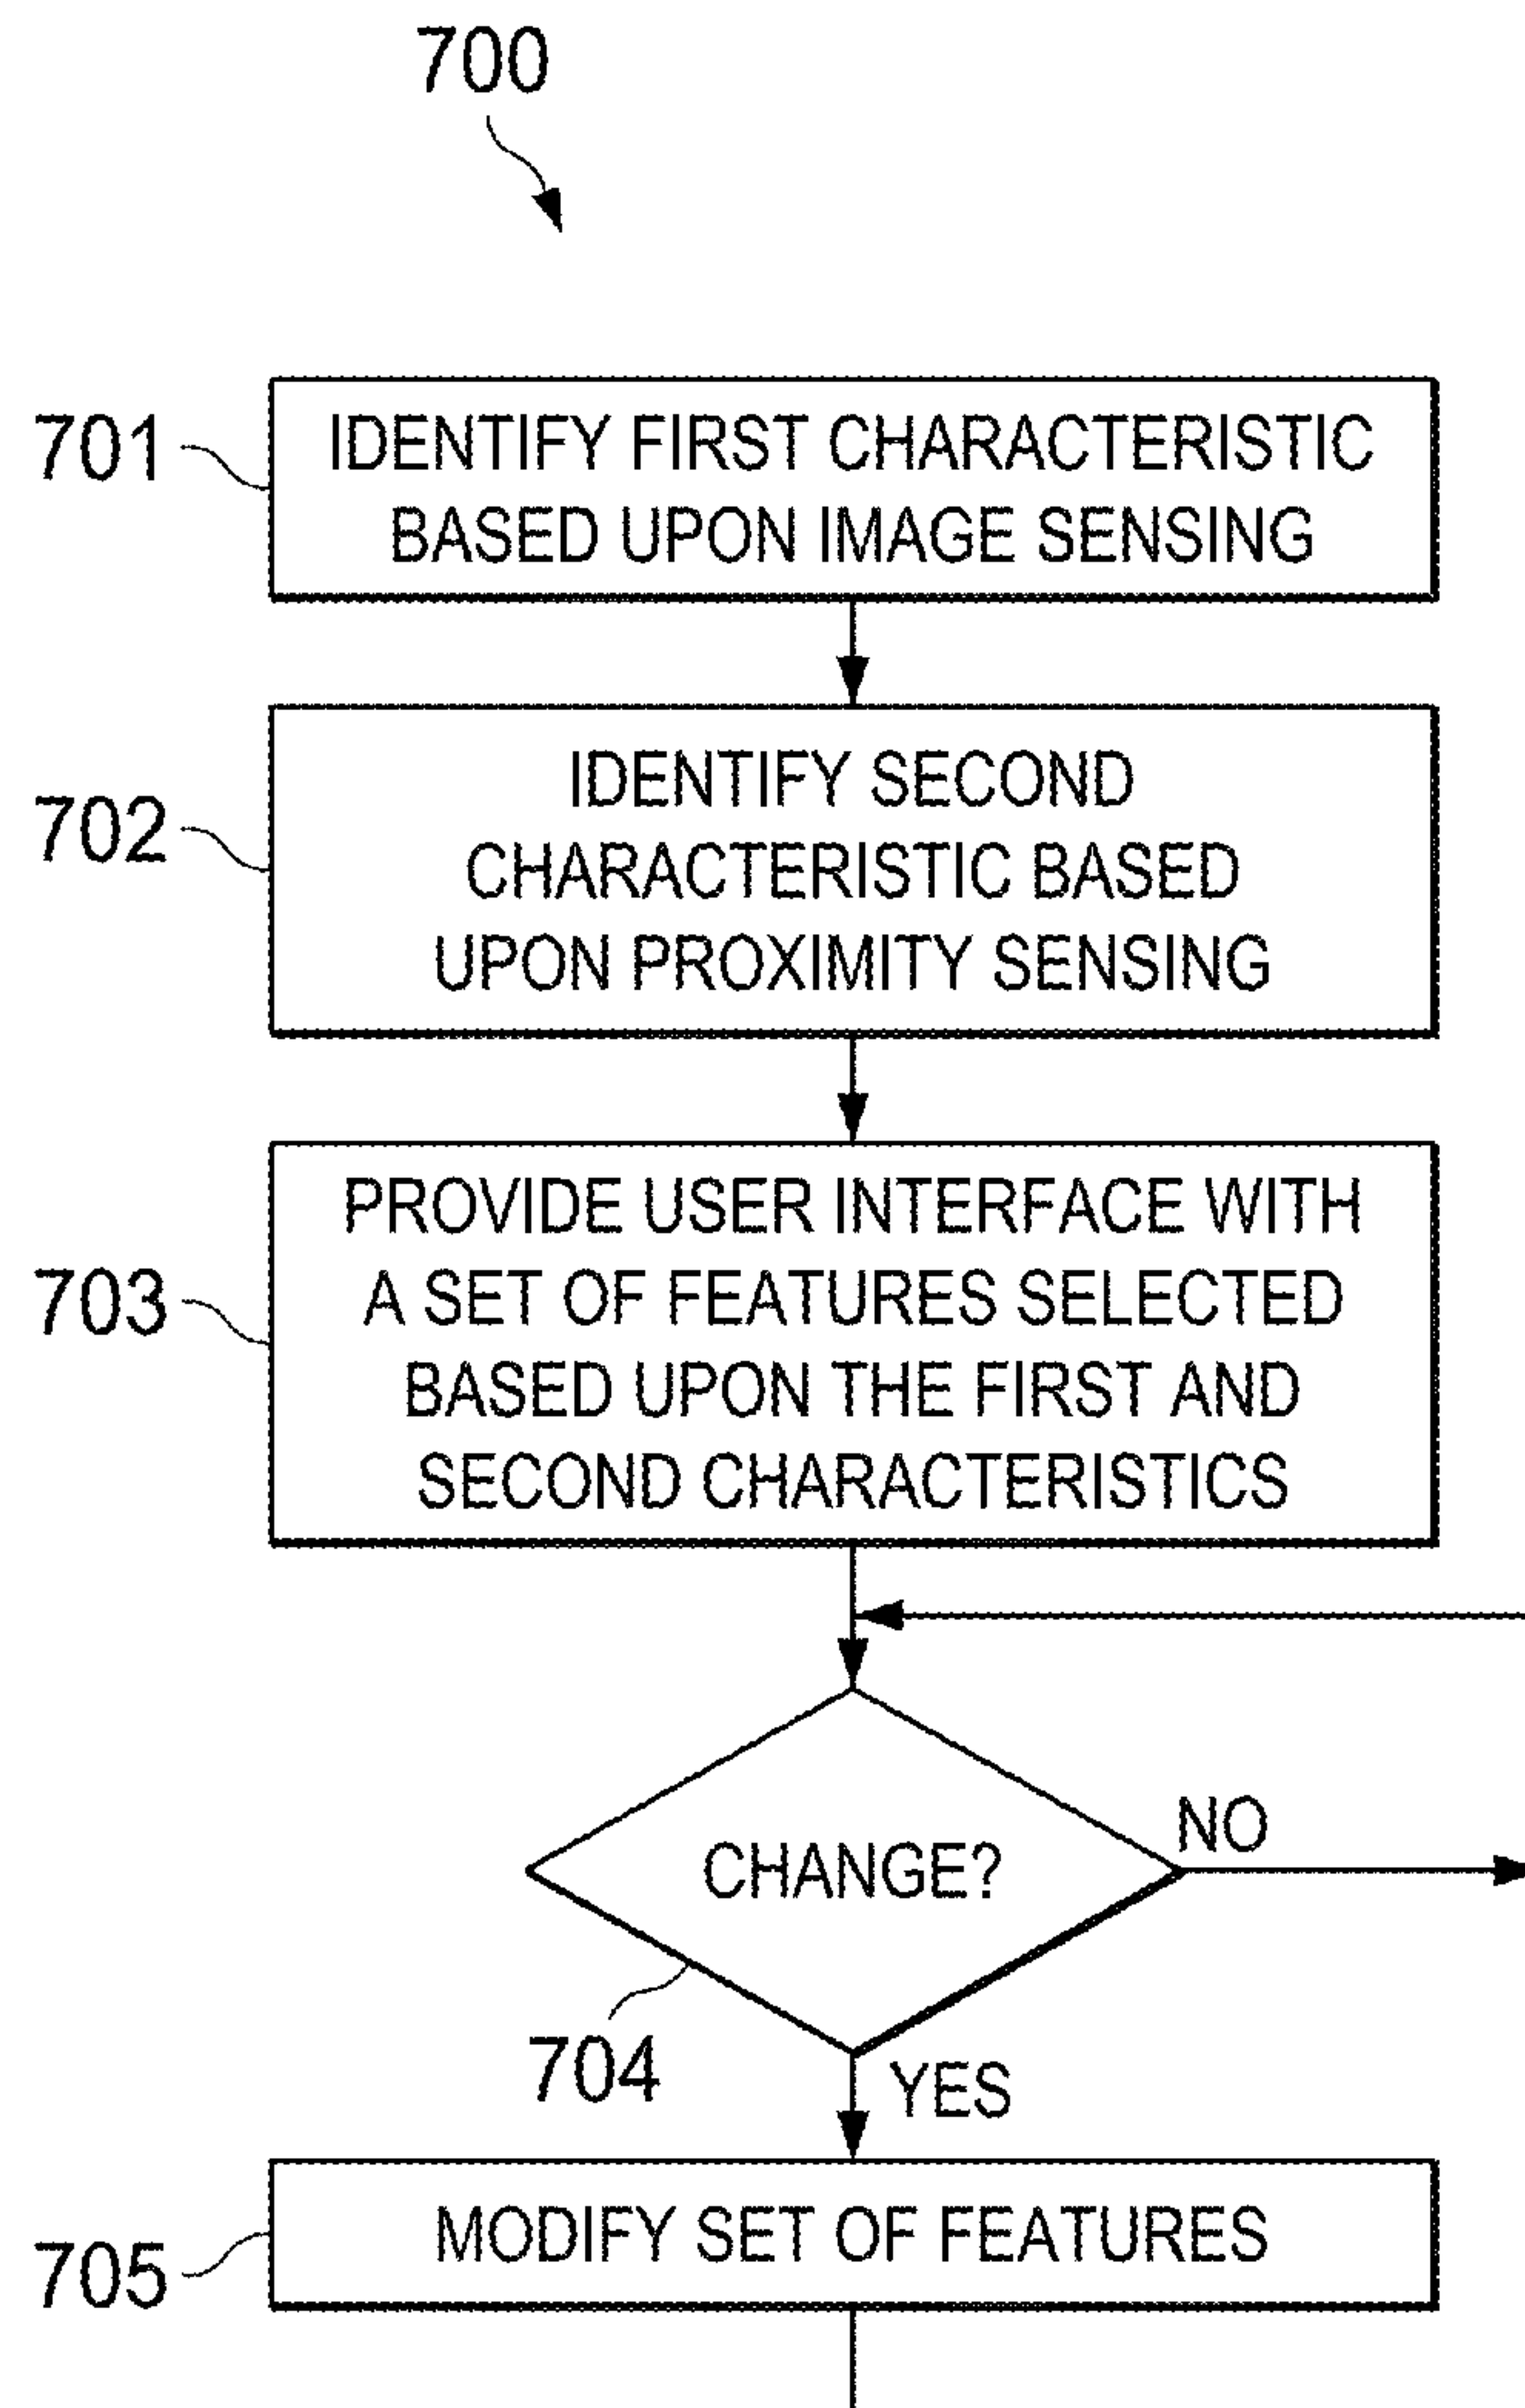 700
701
IDENTIFY FIRST CHARACTERISTIC
BASED UPON IMAGE SENSING
702
IDENTIFY SECOND
CHARACTERISTIC BASED
UPON PROXIMITY SENSING
703
PROVIDE USER INTERFACE WITH
A SET OF FEATURES SELECTED
BASED UPON THE FIRST AND
SECOND CHARACTERISTICS
CHANGE?
NO
704
YES
705
MODIFY SET OF FEATURES